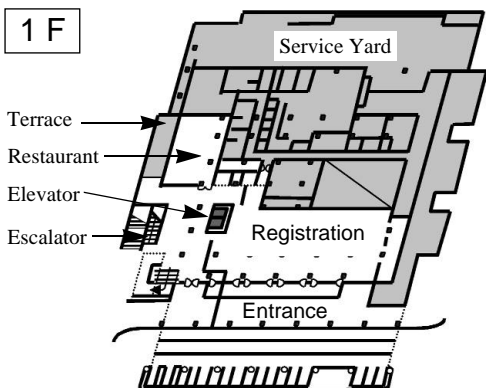 1 F
Service Yard
Terrace
Restaurant
Elevator
Escalator
Registration
Entrance